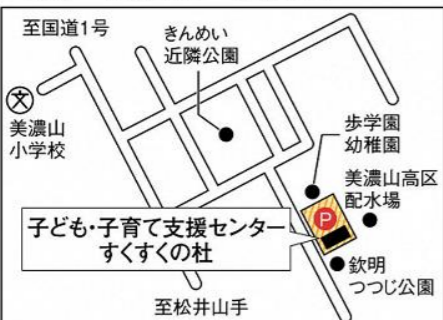 至国道1号
きんめい
近隣公園
文
美濃山
小学校
歩学園
幼稚園
美濃山高区
配水場
P
子ども・子育て支援センター
すくすくの杜
欽明
つつじ公園
至松井山手